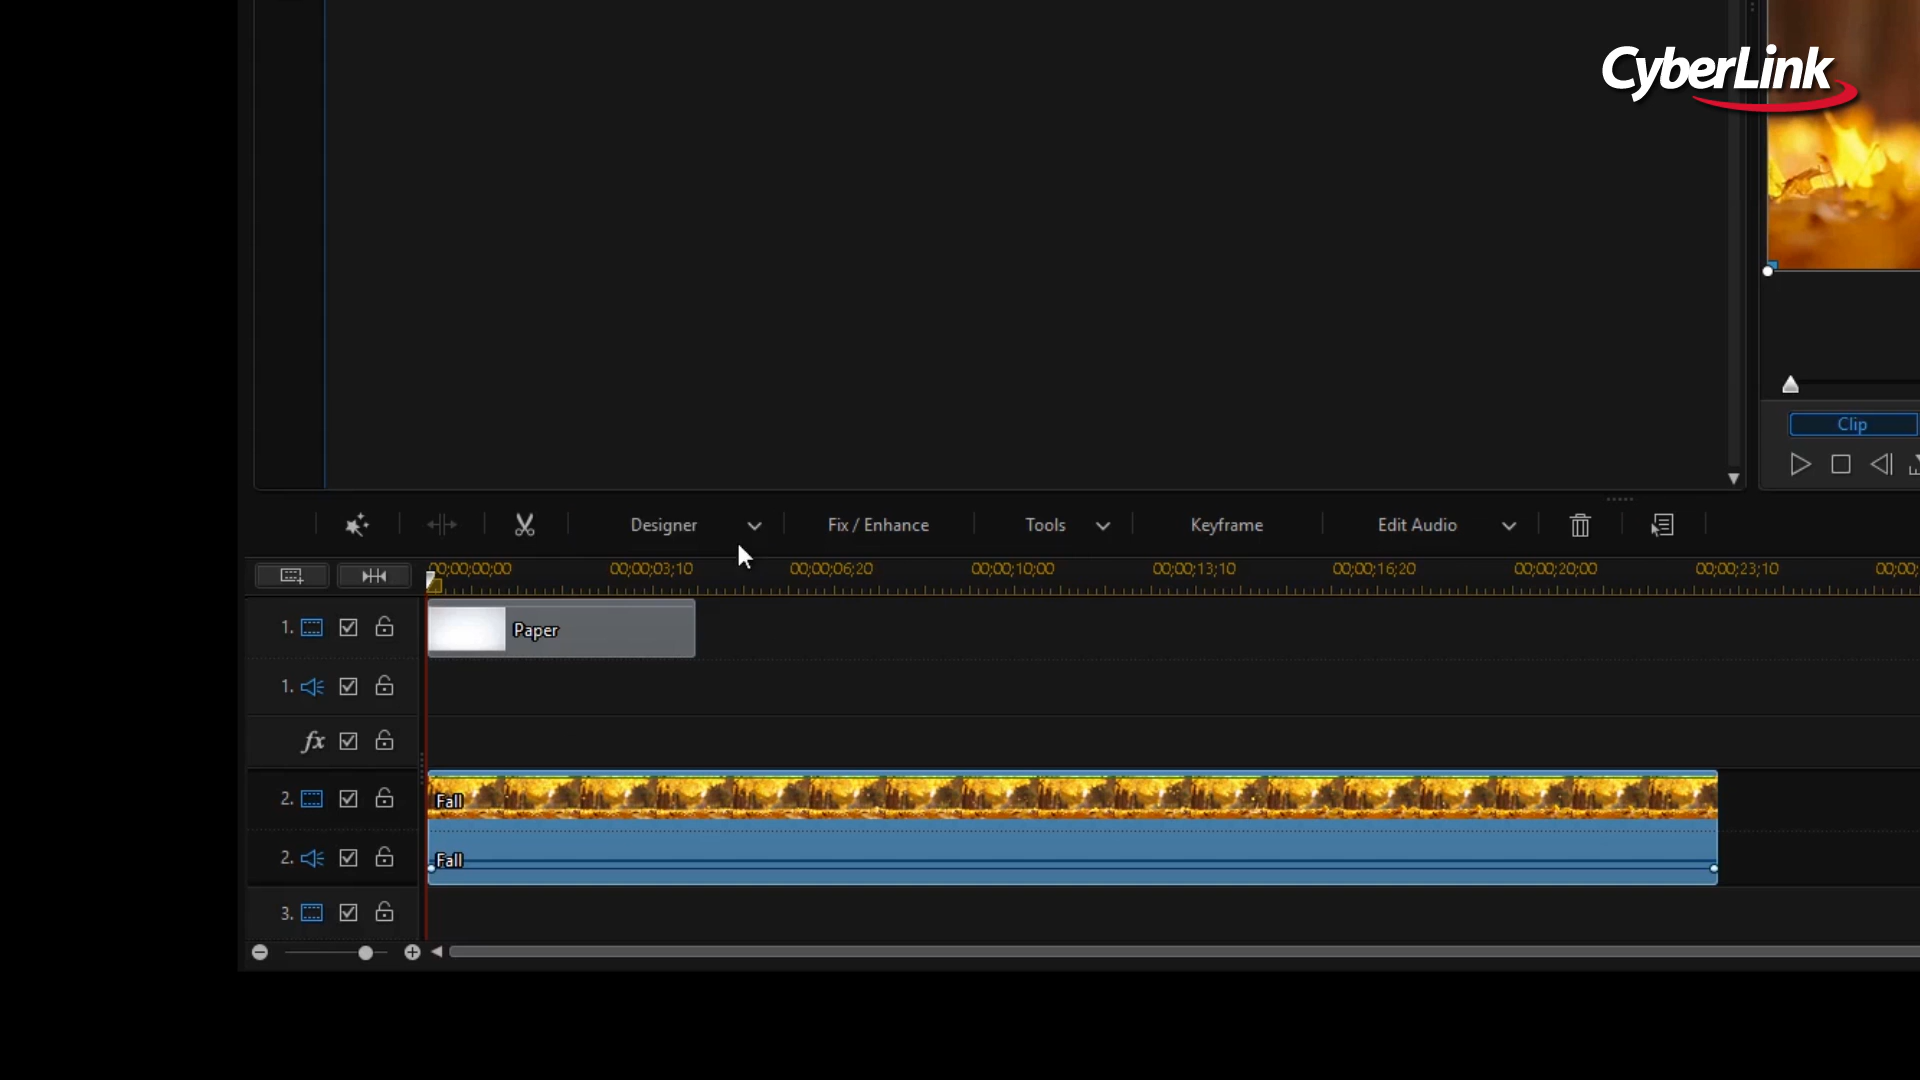 CyberLink
Clip
Designer Fix / Enhance Tools Keyframe Edit Audio
00;00;00;00 00;00;03;10 00;00;06;20 00;00;10;00 00;00;13;10 00;00;16;20 00;00;20;00 00;00;23;10 00;00;
1. Paper
1.
fx
2. Fall
2. Fall
3.